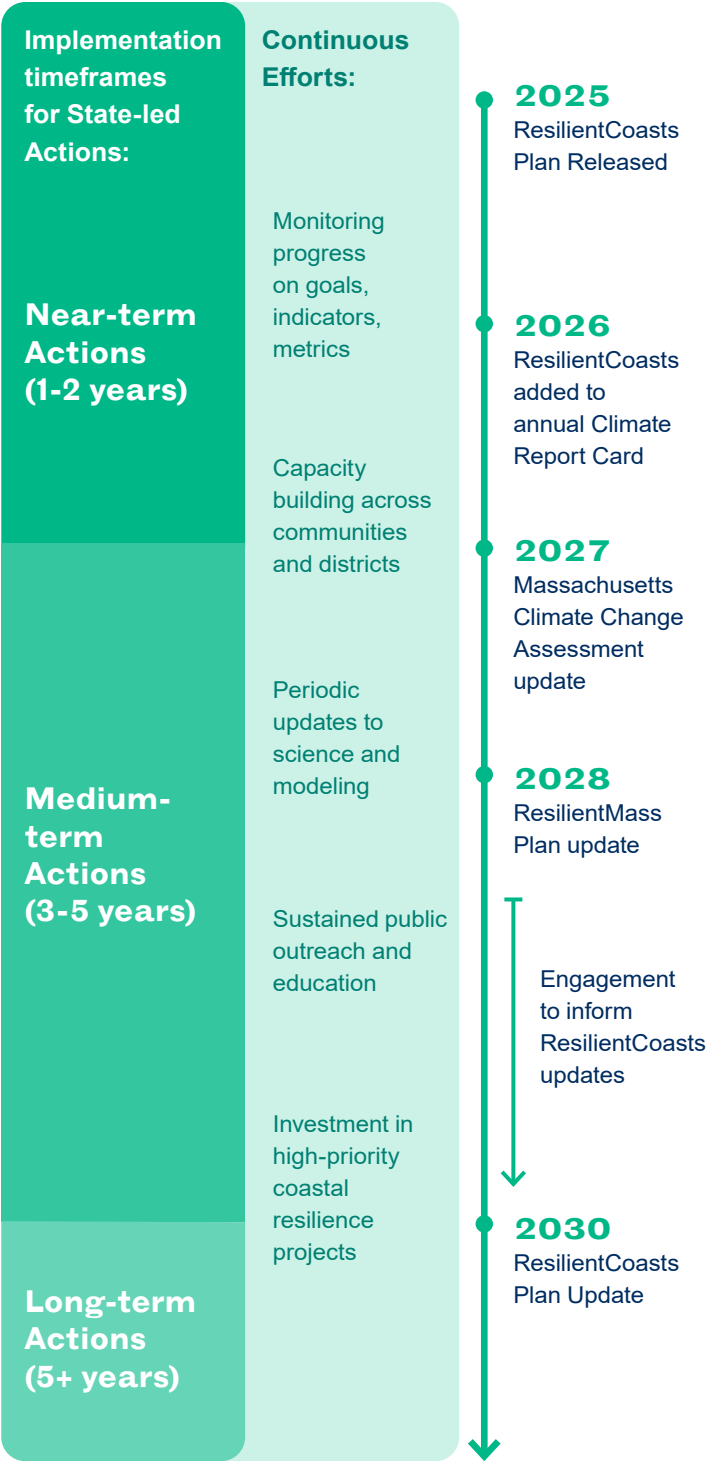 Implementation
timeframes
for State-led
Actions:
Near-term
Actions
(1-2 years)
Medium-
term
Actions
(3-5 years)
Long-term
Actions
(5+ years)
Continuous
Efforts:
Monitoring
progress
on goals,
indicators,
metrics
Capacity
building across
communities
and districts
Periodic
updates to
science and
modeling
Sustained public
outreach and
education
Investment in
high-priority
coastal
resilience
projects
2025
ResilientCoasts
Plan Released
2026
ResilientCoasts
added to
annual Climate
Report Card
2027
Massachusetts
Climate Change
Assessment
update
2028
ResilientMass
Plan update
Engagement
to inform
ResilientCoasts
updates
2030
ResilientCoasts
Plan Update